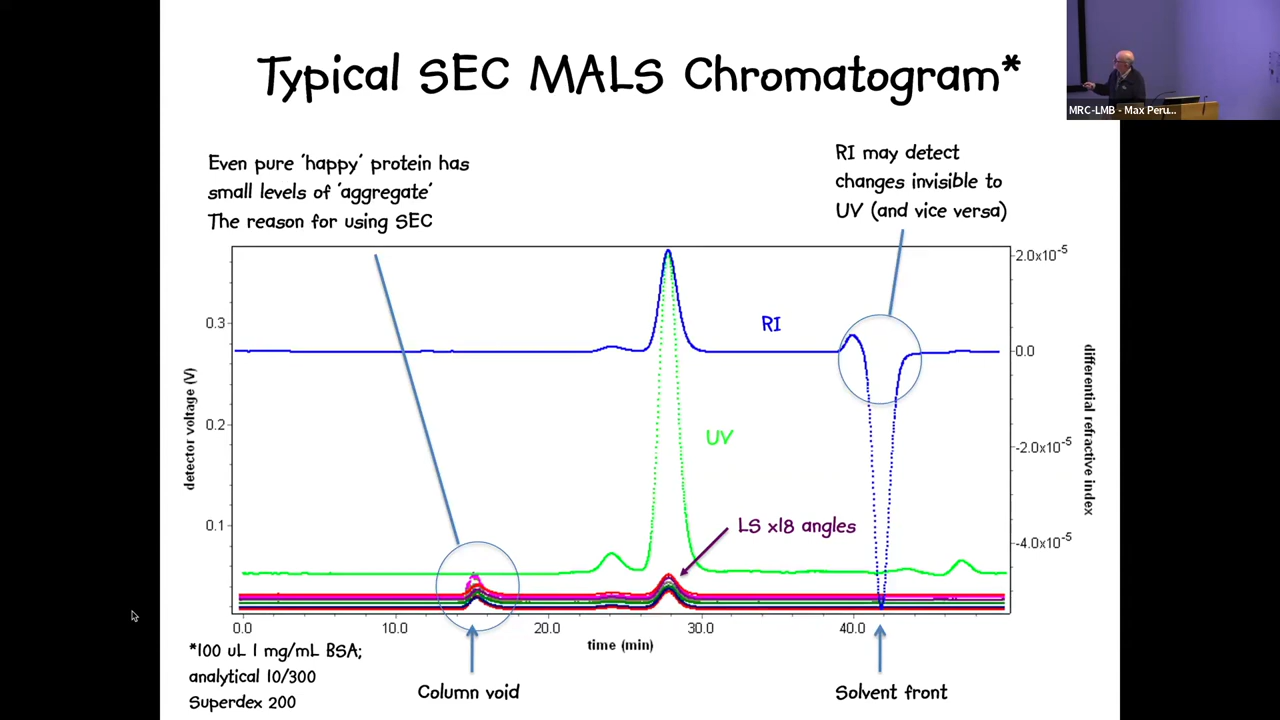 Typical SEC MALS Chromatogram*
MRC-LMB - Max Peru...
Even pure 'happy' protein has
small levels of 'aggregate'
The reason for using SEC
RI may detect
changes invisible to
UV (and vice versa)
RI
UV
LS x18 angles
detector voltage (V)
0.3
0.2
0.1
2.0x10⁻⁵
0.0
-2.0x10⁻⁵
-4.0x10⁻⁵
differential refractive index
0.0 10.0 20.0 30.0 40.0
time (min)
*100 uL 1 mg/mL BSA;
analytical 10/300
Superdex 200
Column void
Solvent front